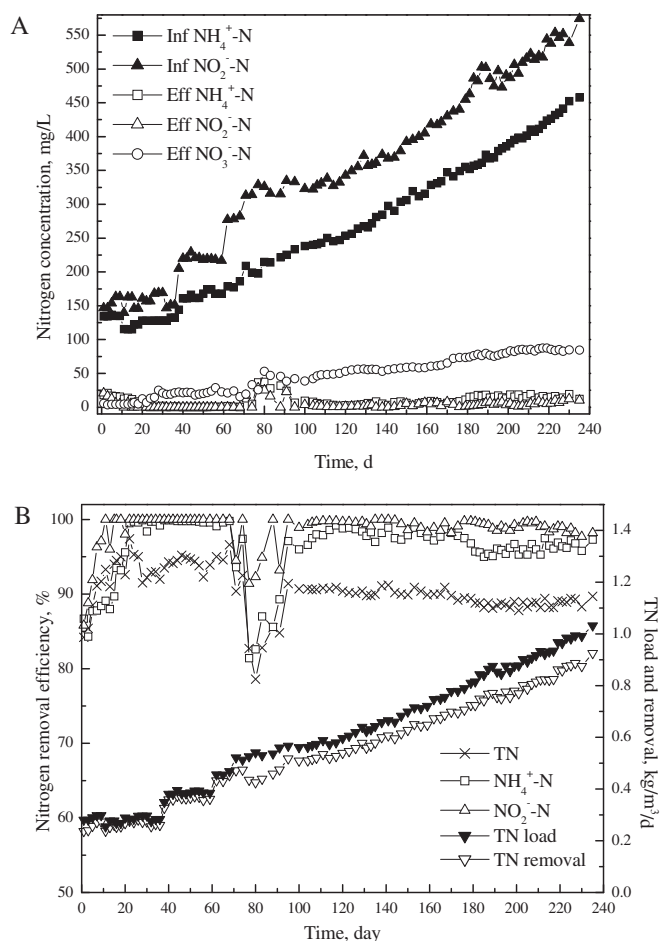 A
550
500
450
400
350
300
250
200
150
100
50
0
Nitrogen concentration, mg/L
Inf NH₄⁺-N
Inf NO₂⁻-N
Eff NH₄⁺-N
Eff NO₂⁻-N
Eff NO₃⁻-N
0 20 40 60 80 100 120 140 160 180 200 220 240
Time, d
B
100
90
80
70
60
50
Nitrogen removal efficiency, %
1.4
1.2
1.0
0.8
0.6
0.4
0.2
0.0
TN load and removal, kg/m³/d
TN
NH₄⁺-N
NO₂⁻-N
TN load
TN removal
0 20 40 60 80 100 120 140 160 180 200 220 240
Time, day